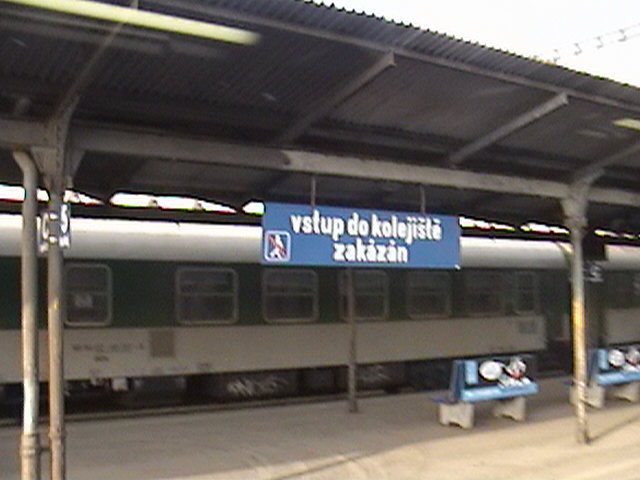 vstup do kolejiště
zakázán